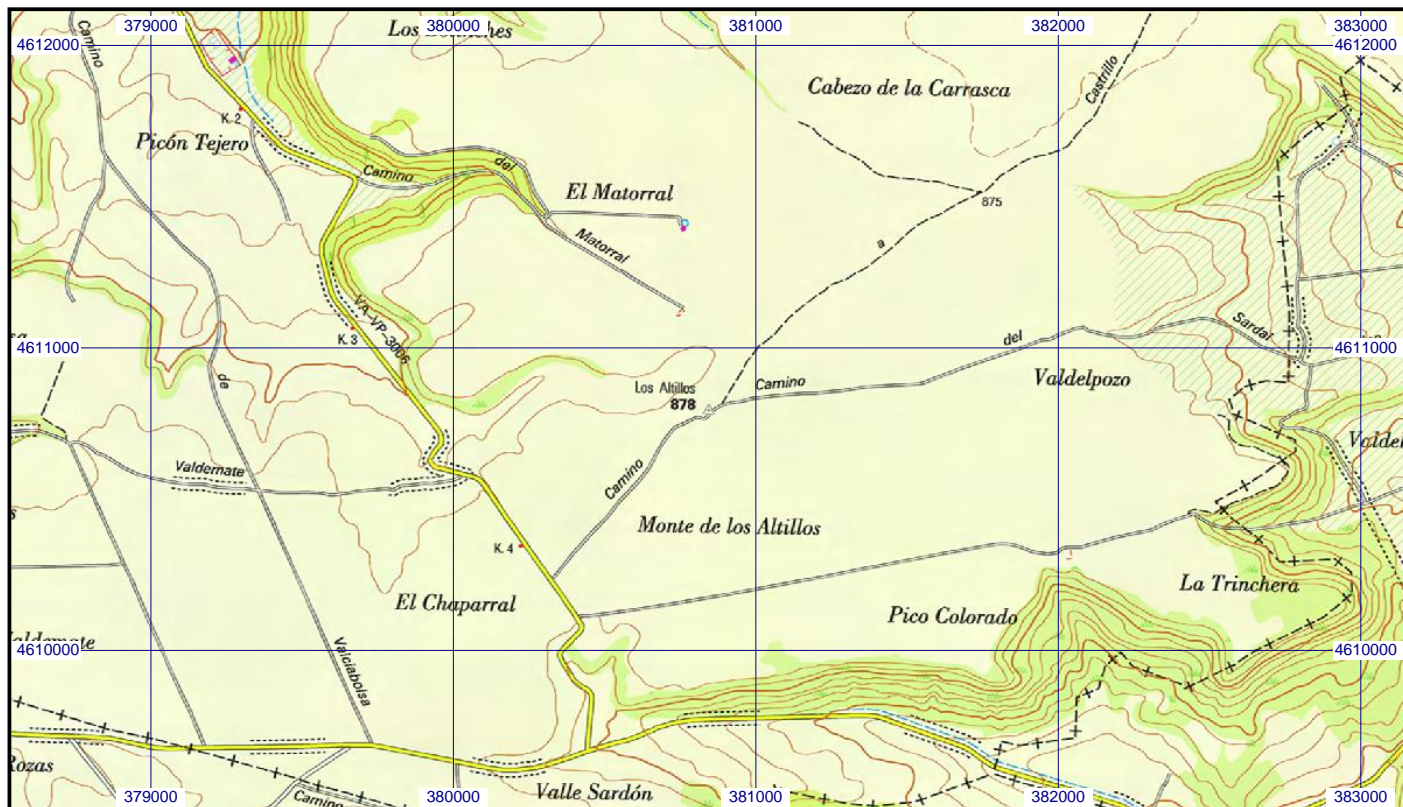 379000
380000
381000
382000
383000
4612000
4612000
Camino
Castrillo
Cabezo de la Carrasca
K. 2
Picón Tejero
Camino
del
El Matorral
875
Matorral
a
VA-VP-3006
K. 3
4611000
4611000
del
Sardal
de
Los Altillos
878
Camino
Valdelpozo
Valdemate
Camino
Monte de los Altillos
K. 4
El Chaparral
La Trinchera
Pico Colorado
4610000
4610000
Valciabolsa
Rozas
Valle Sardón
Camino
379000
380000
381000
382000
383000